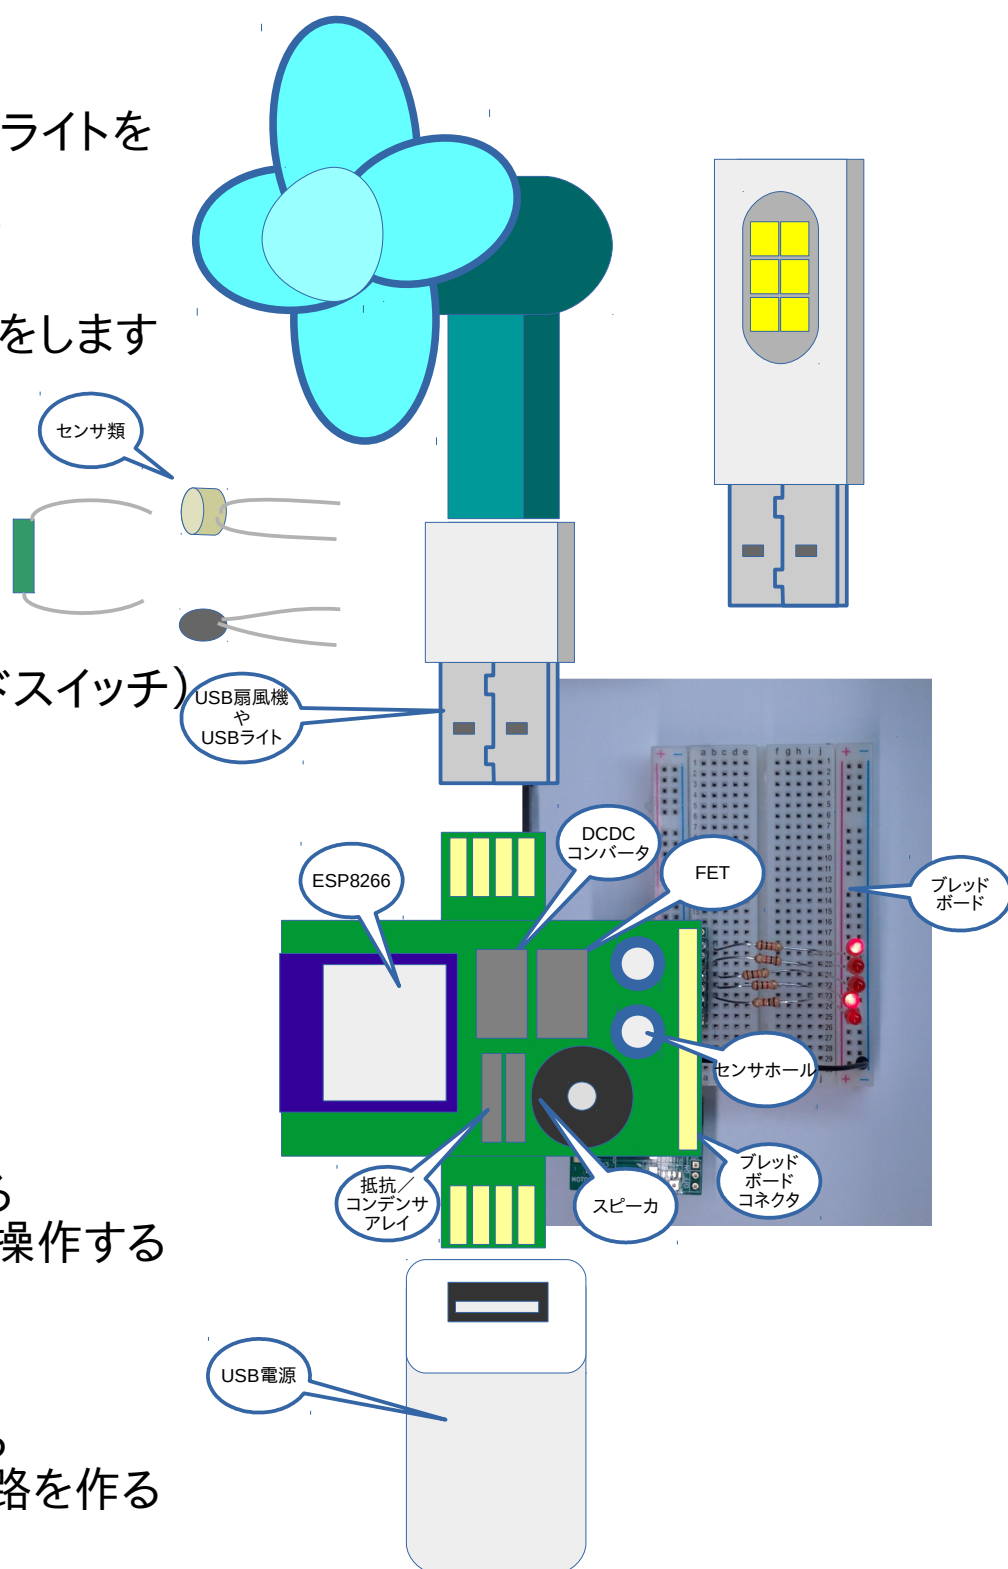 ライトを
をします
センサ類
ドスイッチ)
USB扇風機
や
USBライト
DCDC
コンバータ
FET
ESP8266
ブレッド
ボード
センサホール
抵抗／
コンデンサ
アレイ
スピーカ
ブレッド
ボード
コネクタ
る
操作する
USB電源
る
路を作る